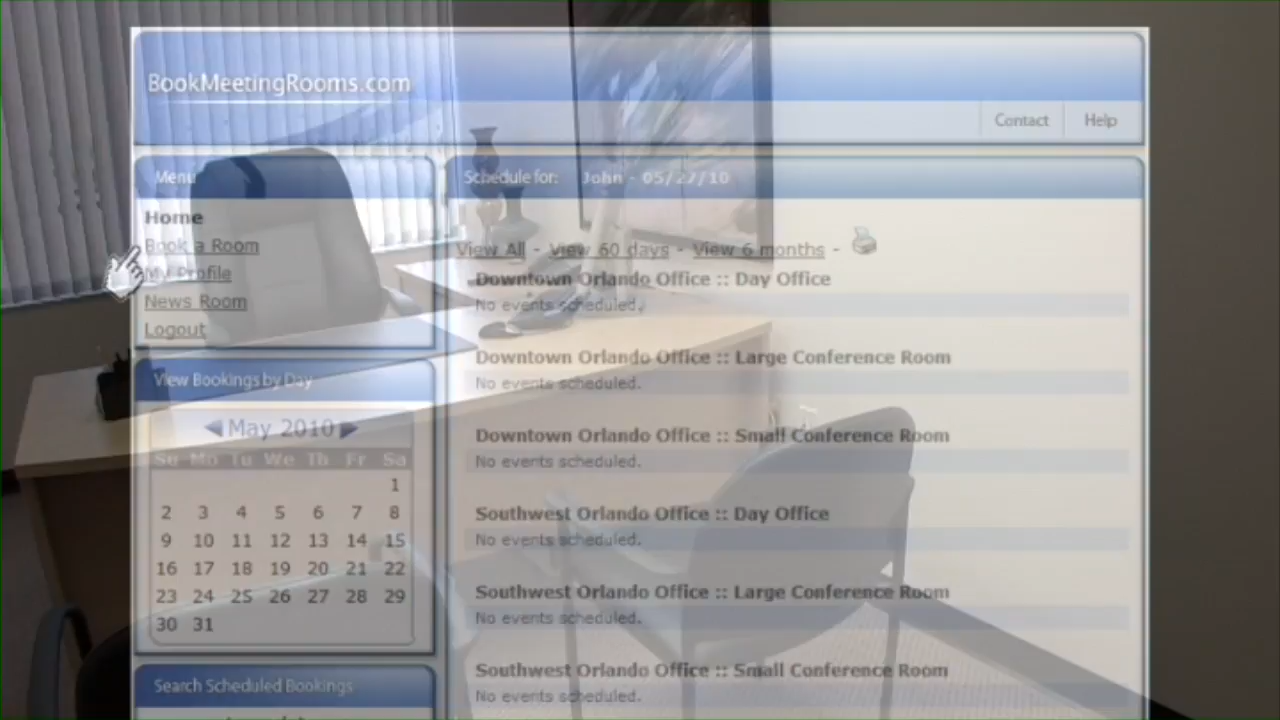 BookMeetingRooms.com
Contact Help
Menu
Home
Book a Room
My Profile
News Room
Logout
Schedule for: John - 05/27/10
View All - View 60 days - View 6 months -
Downtown Orlando Office :: Day Office
No events scheduled.
Downtown Orlando Office :: Large Conference Room
No events scheduled.
Downtown Orlando Office :: Small Conference Room
No events scheduled.
Southwest Orlando Office :: Day Office
No events scheduled.
Southwest Orlando Office :: Large Conference Room
No events scheduled.
Southwest Orlando Office :: Small Conference Room
No events scheduled.
View Bookings by Day
May 2010
Su Mo Tu We Th Fr Sa
1
2 3 4 5 6 7 8
9 10 11 12 13 14 15
16 17 18 19 20 21 22
23 24 25 26 27 28 29
30 31
Search Scheduled Bookings